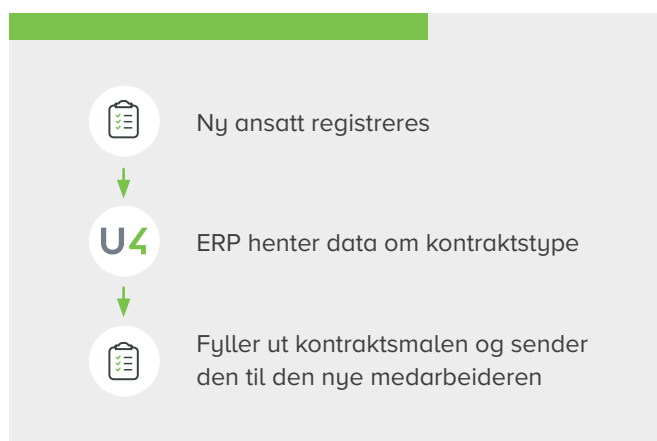 Ny ansatt registreres
U4 ERP henter data om kontraktstype
Fyller ut kontraktsmalen og sender
den til den nye medarbeideren